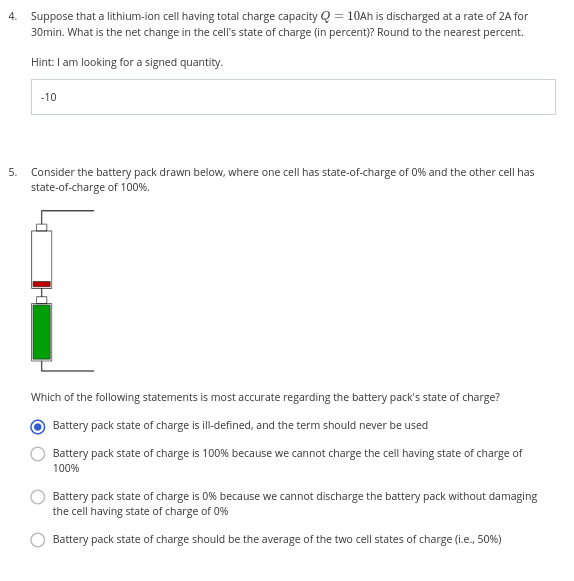 4. Suppose that a lithium-ion cell having total charge capacity Q = 10Ah is discharged at a rate of 2A for
30min. What is the net change in the cell's state of charge (in percent)? Round to the nearest percent.
Hint: I am looking for a signed quantity.
-10
5. Consider the battery pack drawn below, where one cell has state-of-charge of 0% and the other cell has
state-of-charge of 100%.
Which of the following statements is most accurate regarding the battery pack's state of charge?
Battery pack state of charge is ill-defined, and the term should never be used
Battery pack state of charge is 100% because we cannot charge the cell having state of charge of
100%
Battery pack state of charge is 0% because we cannot discharge the battery pack without damaging
the cell having state of charge of 0%
Battery pack state of charge should be the average of the two cell states of charge (i.e., 50%)